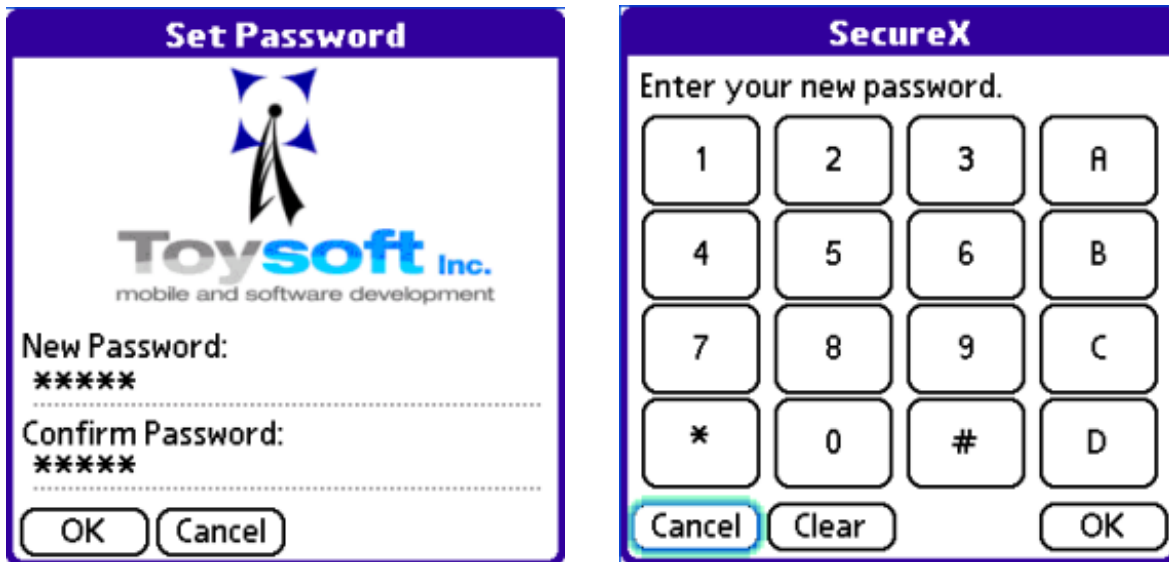 Set Password
Toysoft Inc.
mobile and software development
New Password:
*****
Confirm Password:
*****
OK Cancel
SecureX
Enter your new password.
1 2 3 A
4 5 6 B
7 8 9 C
* 0 # D
Cancel Clear OK